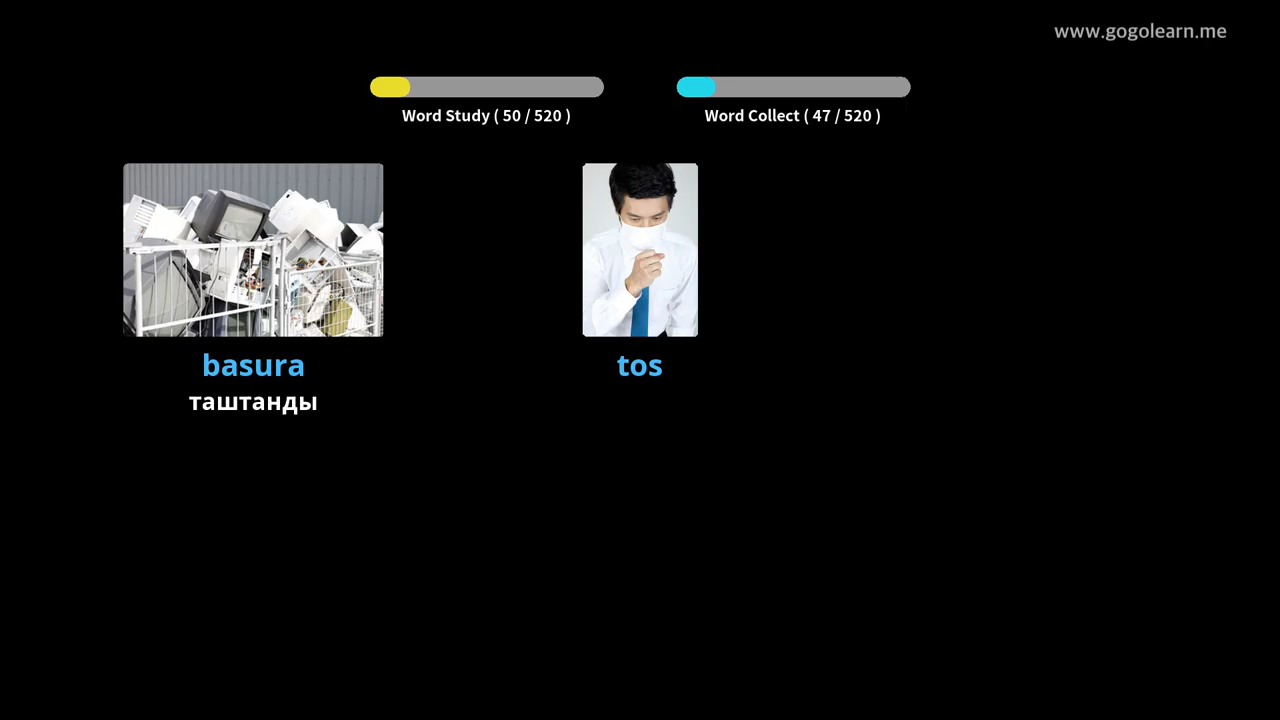 www.gogolearn.me
Word Study ( 50 / 520 )
Word Collect ( 47 / 520 )
basura
таштанды
tos